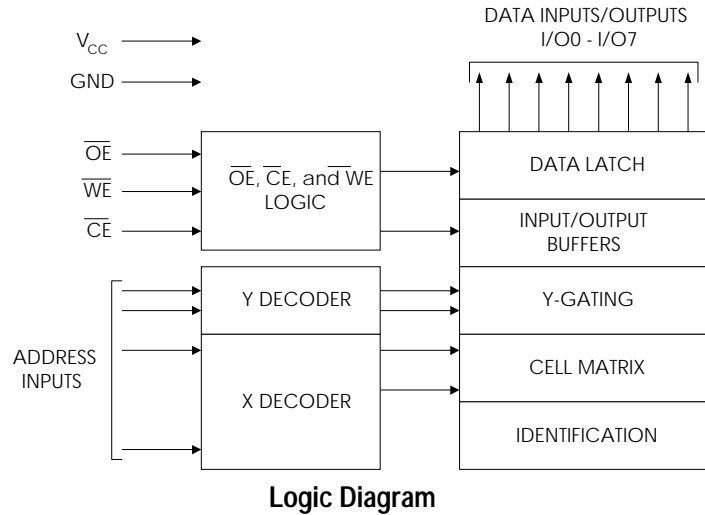 DATA INPUTS/OUTPUTS
I/O0 - I/O7
VCC
GND
OE
WE
CE
OE, CE, and WE
LOGIC
DATA LATCH
INPUT/OUTPUT
BUFFERS
Y DECODER
Y-GATING
ADDRESS
INPUTS
X DECODER
CELL MATRIX
IDENTIFICATION
Logic Diagram